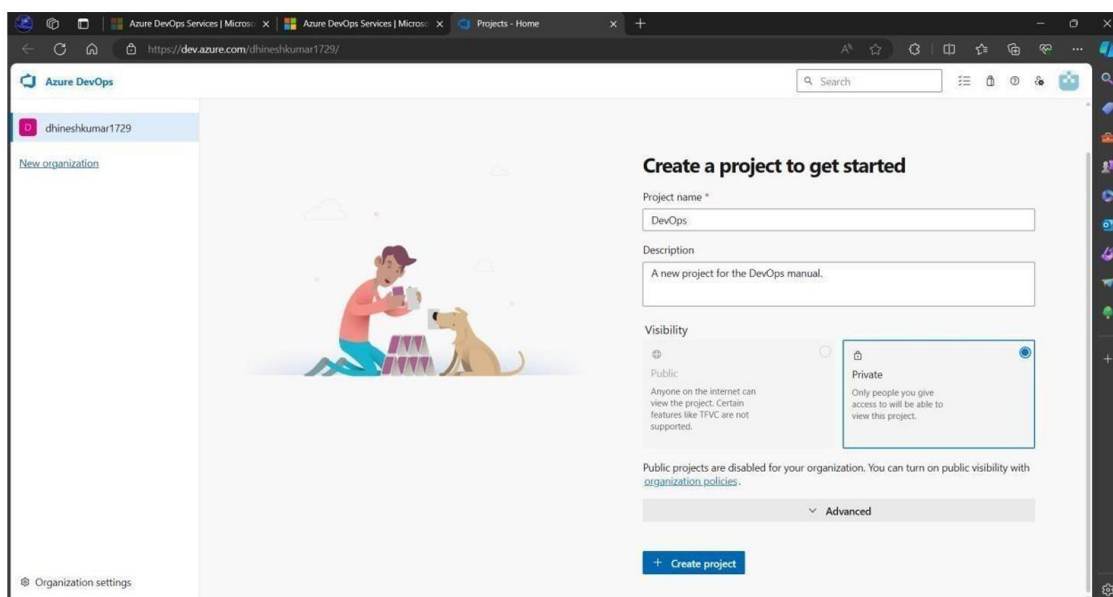 Azure DevOps Services | Microso
Azure DevOps Services | Microso
Projects - Home
https://dev.azure.com/dhineshkumar1729/
Azure DevOps
Search
D
dhineshkumar1729
New organization
Create a project to get started
Project name *
DevOps
Description
A new project for the DevOps manual.
Visibility
Public
Anyone on the internet can
view the project. Certain
features like TFVC are not
supported.
Private
Only people you give
access to will be able to
view this project.
Public projects are disabled for your organization. You can turn on public visibility with
organization policies.
Advanced
+ Create project
Organization settings